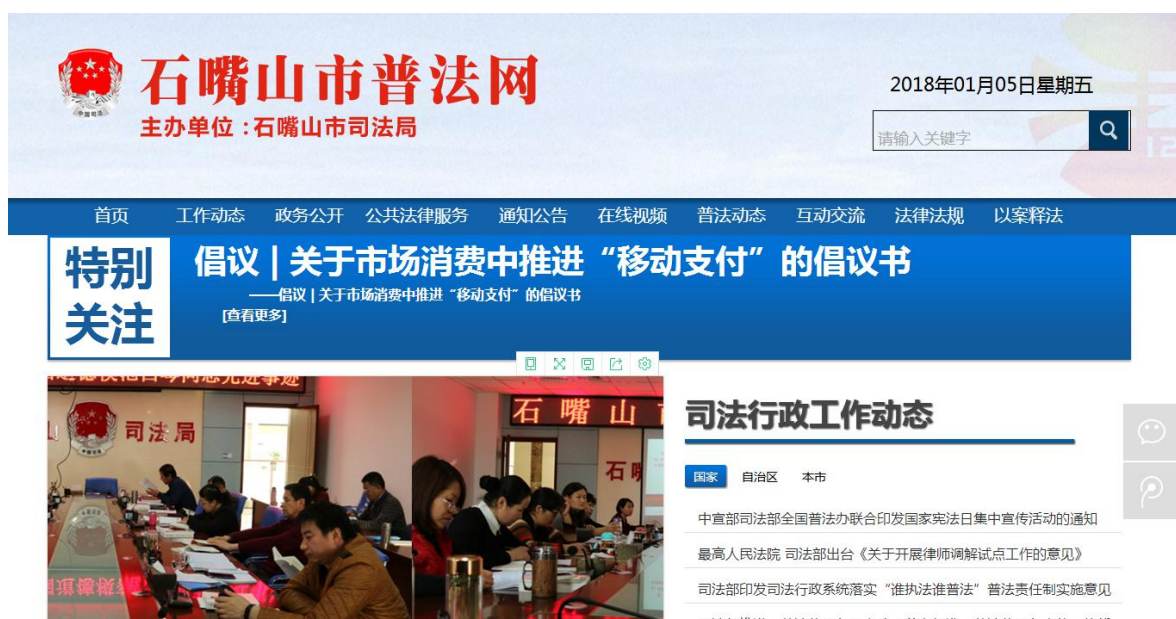 石嘴山市普法网
主办单位：石嘴山市司法局
2018年01月05日星期五
请输入关键字
首页 工作动态 政务公开 公共法律服务 通知公告 在线视频 普法动态 互动交流 法律法规 以案释法
特别
关注
倡议 | 关于市场消费中推进“移动支付”的倡议书
——倡议 | 关于市场消费中推进“移动支付”的倡议书
[查看更多]
司法局
石嘴山
石嘴
司法行政工作动态
国家 自治区 本市
中宣部司法部全国普法办联合印发国家宪法日集中宣传活动的通知
最高人民法院 司法部出台《关于开展律师调解试点工作的意见》
司法部印发司法行政系统落实“谁执法谁普法”普法责任制实施意见